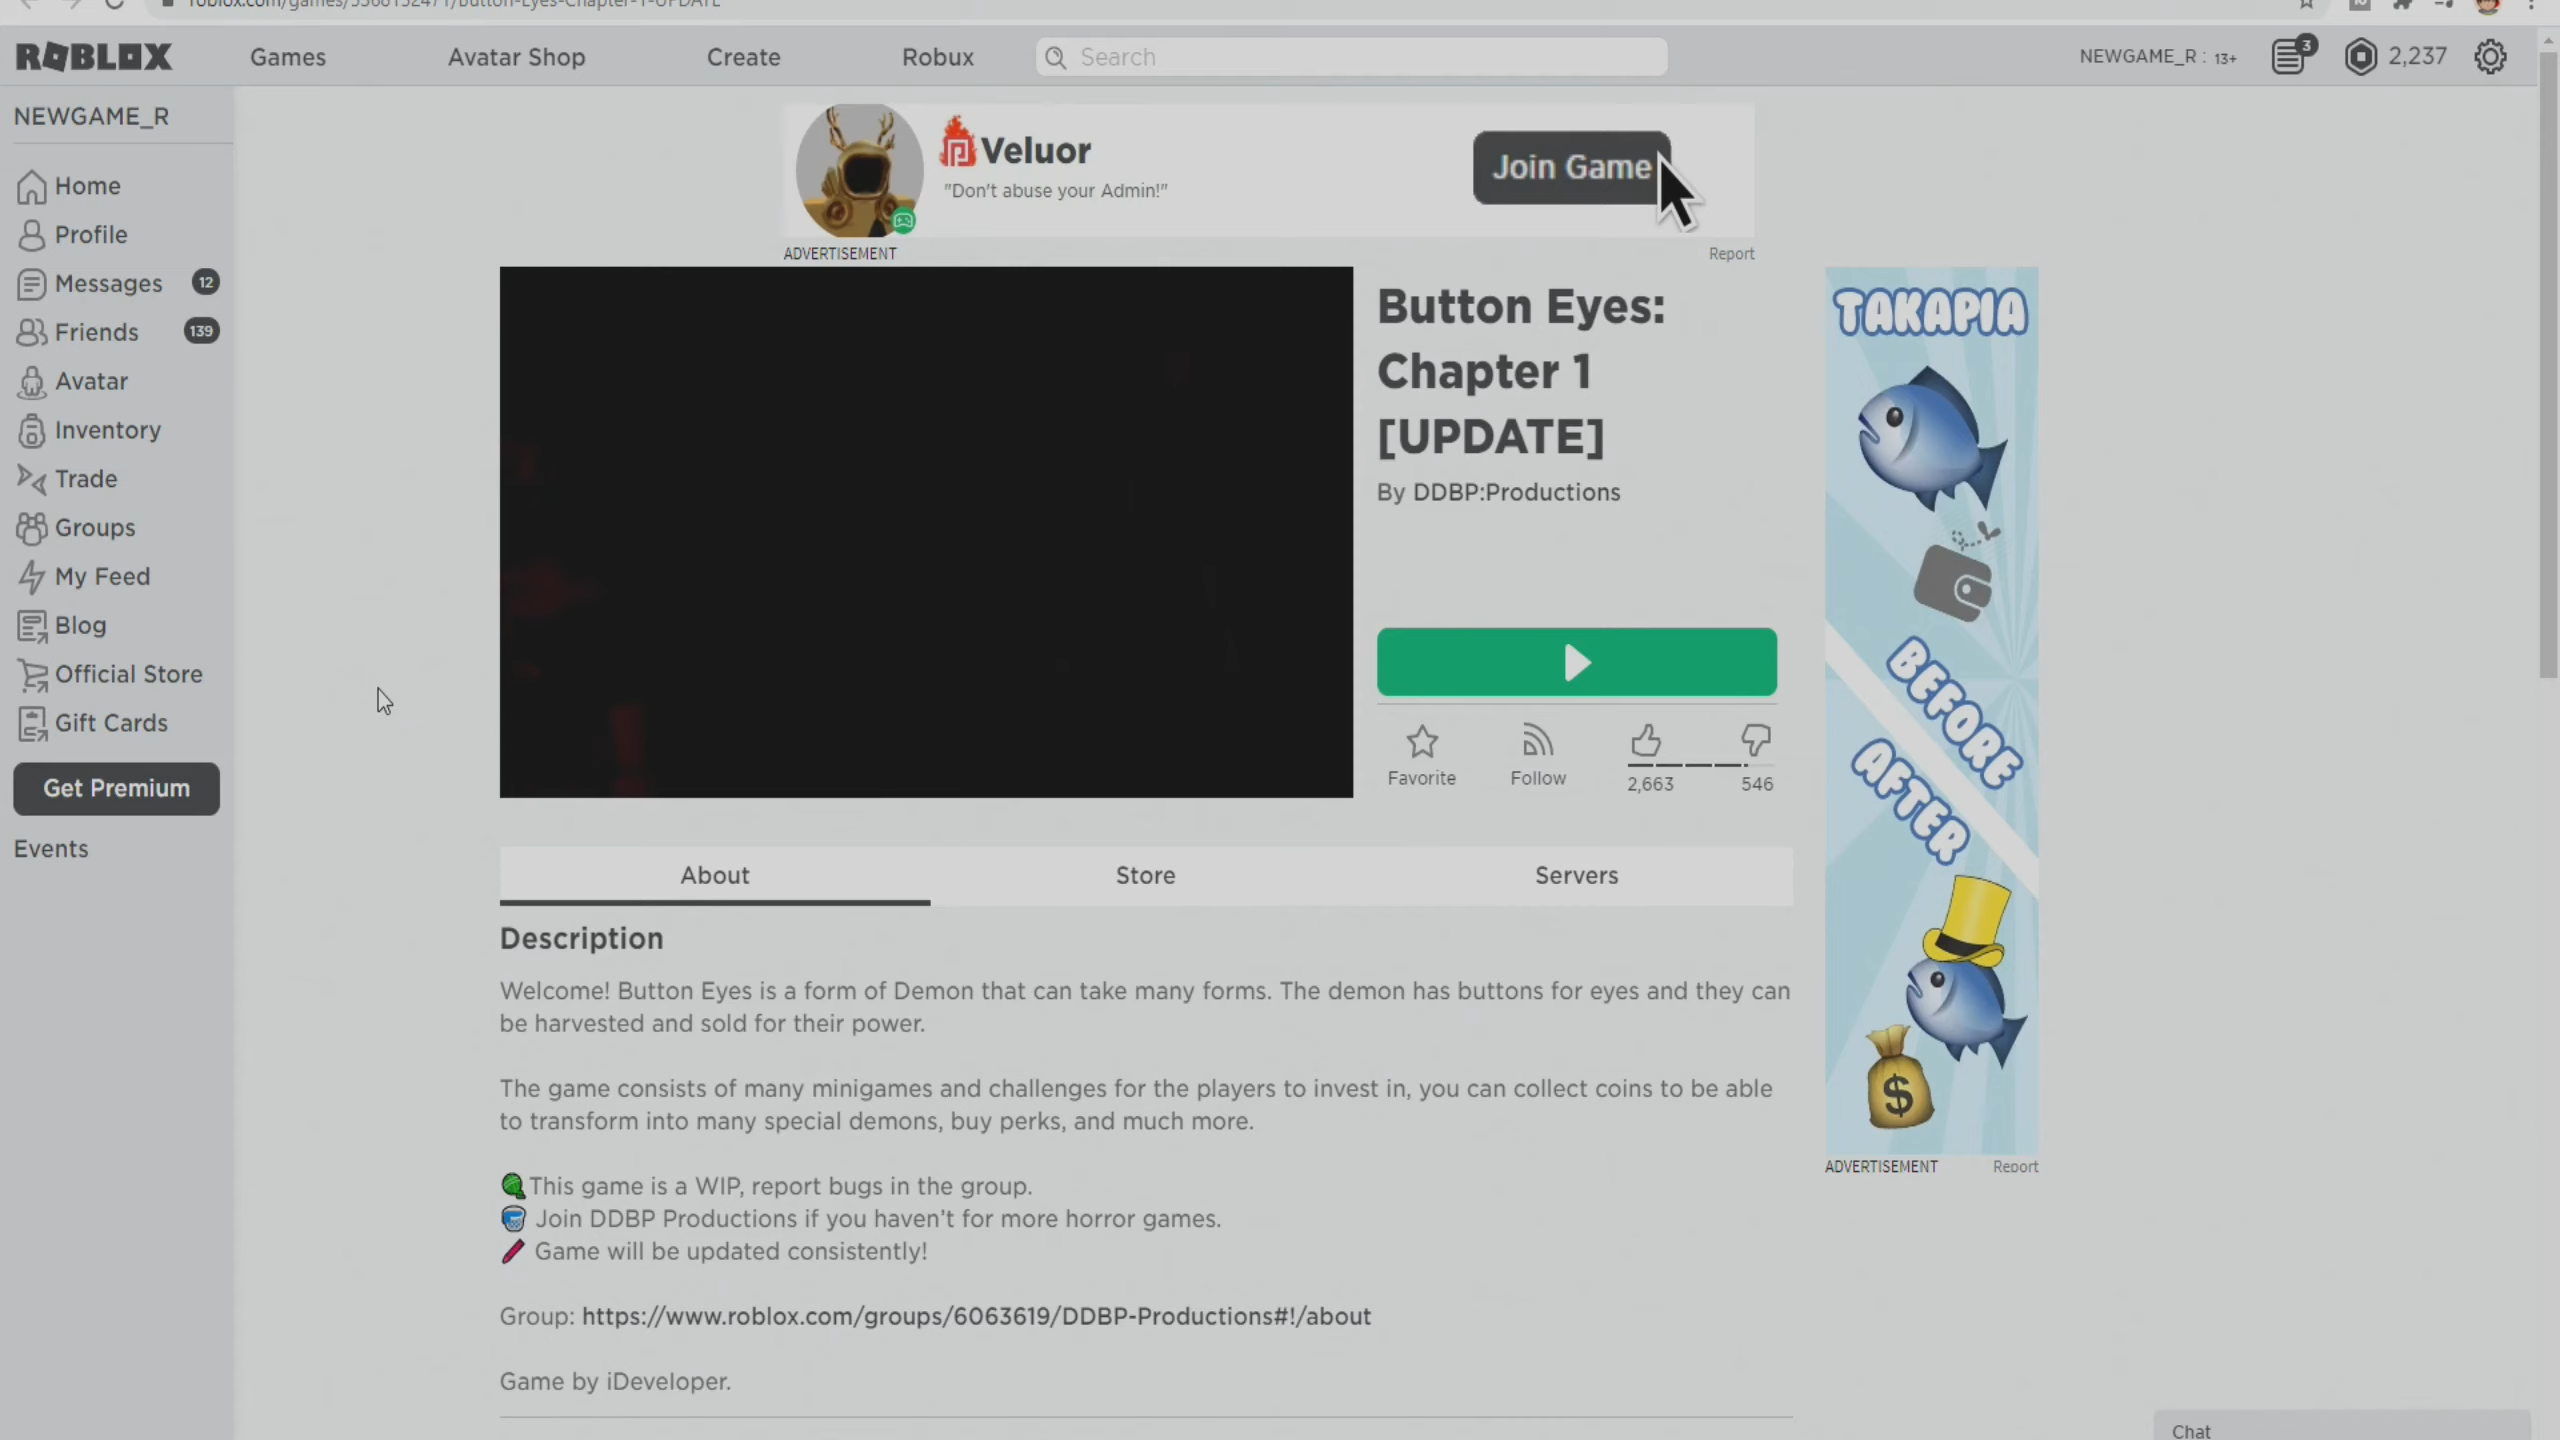 ROBLOX
Games
Avatar Shop
Create
Robux
Search
NEWGAME_R : 13+
3
2,237
NEWGAME_R
Home
Profile
Messages
12
Friends
139
Avatar
Inventory
Trade
Groups
My Feed
Blog
Official Store
Gift Cards
Get Premium
Events
Veluor
"Don't abuse your Admin!"
Join Game
ADVERTISEMENT
Report
Button Eyes:
Chapter 1
[UPDATE]
By DDBP:Productions
Favorite
Follow
2,663
546
About
Store
Servers
Description
Welcome! Button Eyes is a form of Demon that can take many forms. The demon has buttons for eyes and they can
be harvested and sold for their power.
The game consists of many minigames and challenges for the players to invest in, you can collect coins to be able
to transform into many special demons, buy perks, and much more.
This game is a WIP, report bugs in the group.
Join DDBP Productions if you haven't for more horror games.
Game will be updated consistently!
Group: https://www.roblox.com/groups/6063619/DDBP-Productions#!/about
Game by iDeveloper.
TAKAPIA
BEFORE
AFTER
$
ADVERTISEMENT
Report
Chat